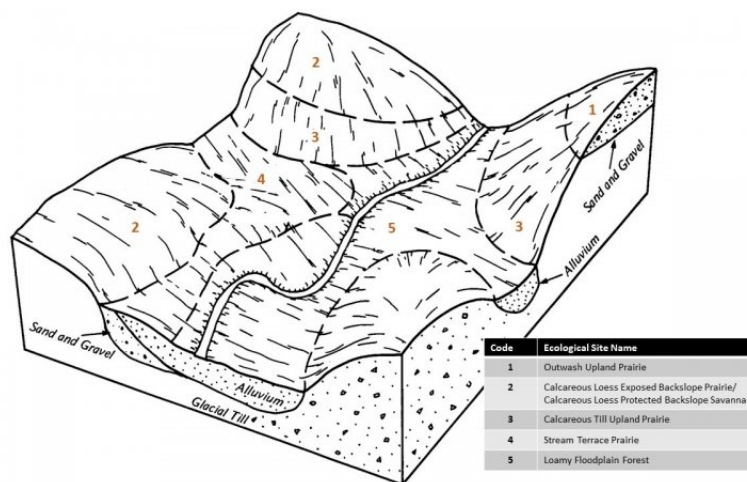 2
1
3
4
2
5
3
Sand and Gravel
Alluvium
Sand and Gravel
Alluvium
Glacial Till
Code Ecological Site Name
1 Outwash Upland Prairie
2 Calcareous Loess Exposed Backslope Prairie/
Calcareous Loess Protected Backslope Savanna
3 Calcareous Till Upland Prairie
4 Stream Terrace Prairie
5 Loamy Floodplain Forest